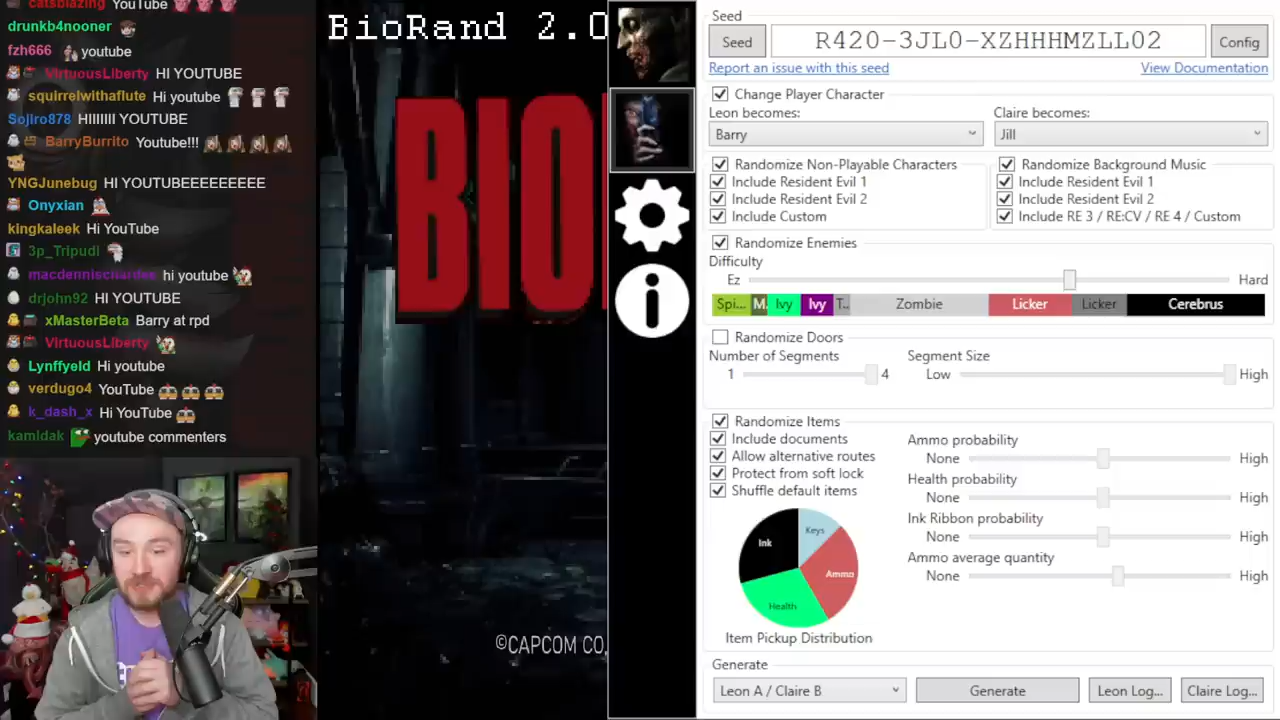 catsblazing YouTube
drunkb4nooner
fzh666 youtube
VirtuousLiberty HI YOUTUBE
squirrelwithaflute Hi youtube
Sojiro878 HIIIIIII YOUTUBE
BarryBurrito Youtube!!!
YNGJunebug HI YOUTUBEEEEEEEEE
Onyxian
kingkaleek Hi YouTube
3p_Tripudi
hi youtube
drjohn92 HI YOUTUBE
xMasterBeta Barry at rpd
VirtuousLiberty
Lynffyeld Hi youtube
verdugo4 YouTube
k_dash_x Hi YouTube
kamldak youtube commenters
BioRand 2.0
BIO
©CAPCOM CO,
Seed
Seed R420-3JL0-XZHHHMZLL02 Config
Report an issue with this seed View Documentation
Change Player Character
Leon becomes: Claire becomes:
Barry Jill
Randomize Non-Playable Characters Randomize Background Music
Include Resident Evil 1 Include Resident Evil 1
Include Resident Evil 2 Include Resident Evil 2
Include Custom Include RE 3 / RE:CV / RE 4 / Custom
Randomize Enemies
Difficulty
Ez Hard
Spi... M. Ivy Ivy T... Zombie Licker Licker Cerebrus
Randomize Doors
Number of Segments Segment Size
1 4 Low High
Randomize Items
Include documents
Allow alternative routes
Protect from soft lock
Shuffle default items
Ammo probability
None High
Health probability
None High
Ink Ribbon probability
None High
Ammo average quantity
None High
Keys
Ink
Ammo
Health
Item Pickup Distribution
Generate
Leon A / Claire B Generate Leon Log... Claire Log...